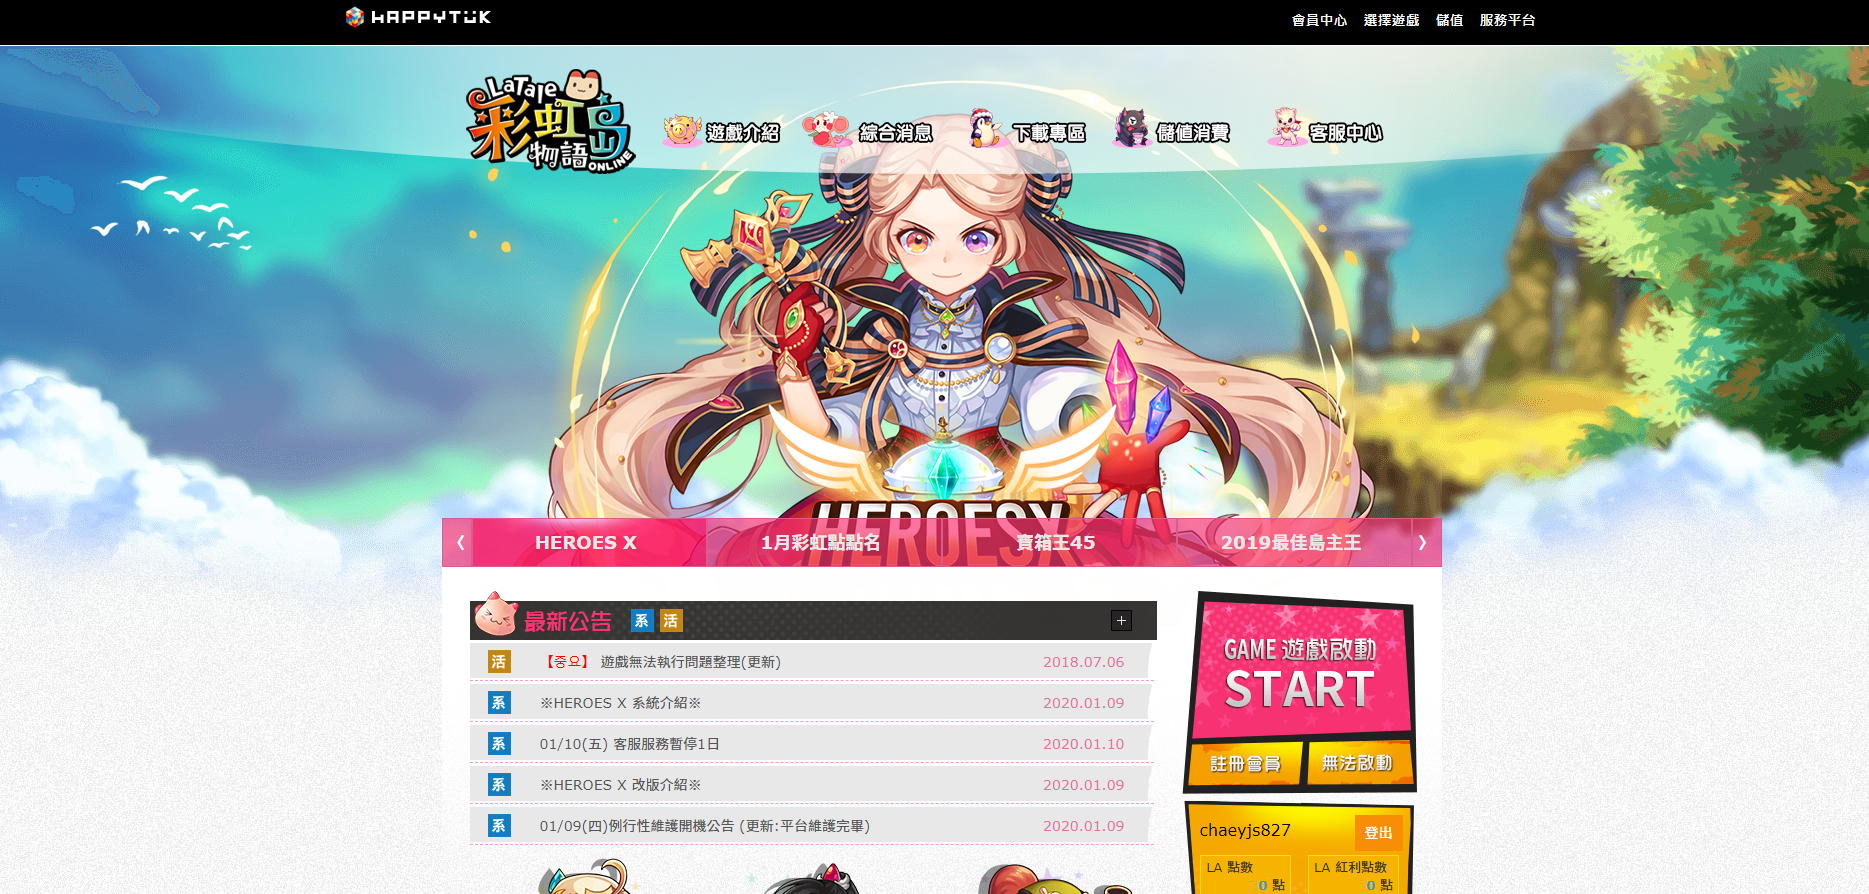 HAPPYTUK
會員中心 選擇遊戲 儲值 服務平台
LaTale
彩虹島
物語
ONLINE
遊戲介紹 綜合消息 下載專區 儲值消費 客服中心
HEROESX
HEROES X 1月彩虹點點名 寶箱王45 2019最佳島主王
最新公告 系 活 +
活 【중요】 遊戲無法執行問題整理(更新) 2018.07.06
系 ※HEROES X 系統介紹※ 2020.01.09
系 01/10(五) 客服服務暫停1日 2020.01.10
系 ※HEROES X 改版介紹※ 2020.01.09
系 01/09(四)例行性維護開機公告 (更新:平台維護完畢) 2020.01.09
GAME 遊戲啟動
START
註冊會員 無法啟動
chaeyjs827 登出
LA 點數 LA 紅利點數
0 點 0 點